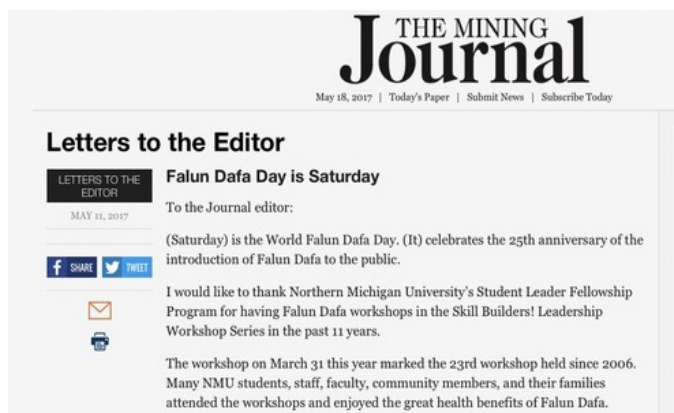 THE MINING
Journal
May 18, 2017 | Today's Paper | Submit News | Subscribe Today
Letters to the Editor
LETTERS TO THE
EDITOR
MAY 11, 2017
f SHARE
TWEET
Falun Dafa Day is Saturday
To the Journal editor:
(Saturday) is the World Falun Dafa Day. (It) celebrates the 25th anniversary of the
introduction of Falun Dafa to the public.
I would like to thank Northern Michigan University's Student Leader Fellowship
Program for having Falun Dafa workshops in the Skill Builders! Leadership
Workshop Series in the past 11 years.
The workshop on March 31 this year marked the 23rd workshop held since 2006.
Many NMU students, staff, faculty, community members, and their families
attended the workshops and enjoyed the great health benefits of Falun Dafa.